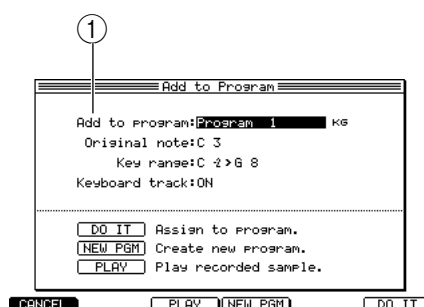 1
Add to Program
Add to program:Program 1 KG
Original note:C 3
Key range:C -2>G 8
Keyboard track:ON
DO IT Assign to program.
NEW PGM Create new program.
PLAY Play recorded sample.
CANCEL PLAY NEW PGM DO IT